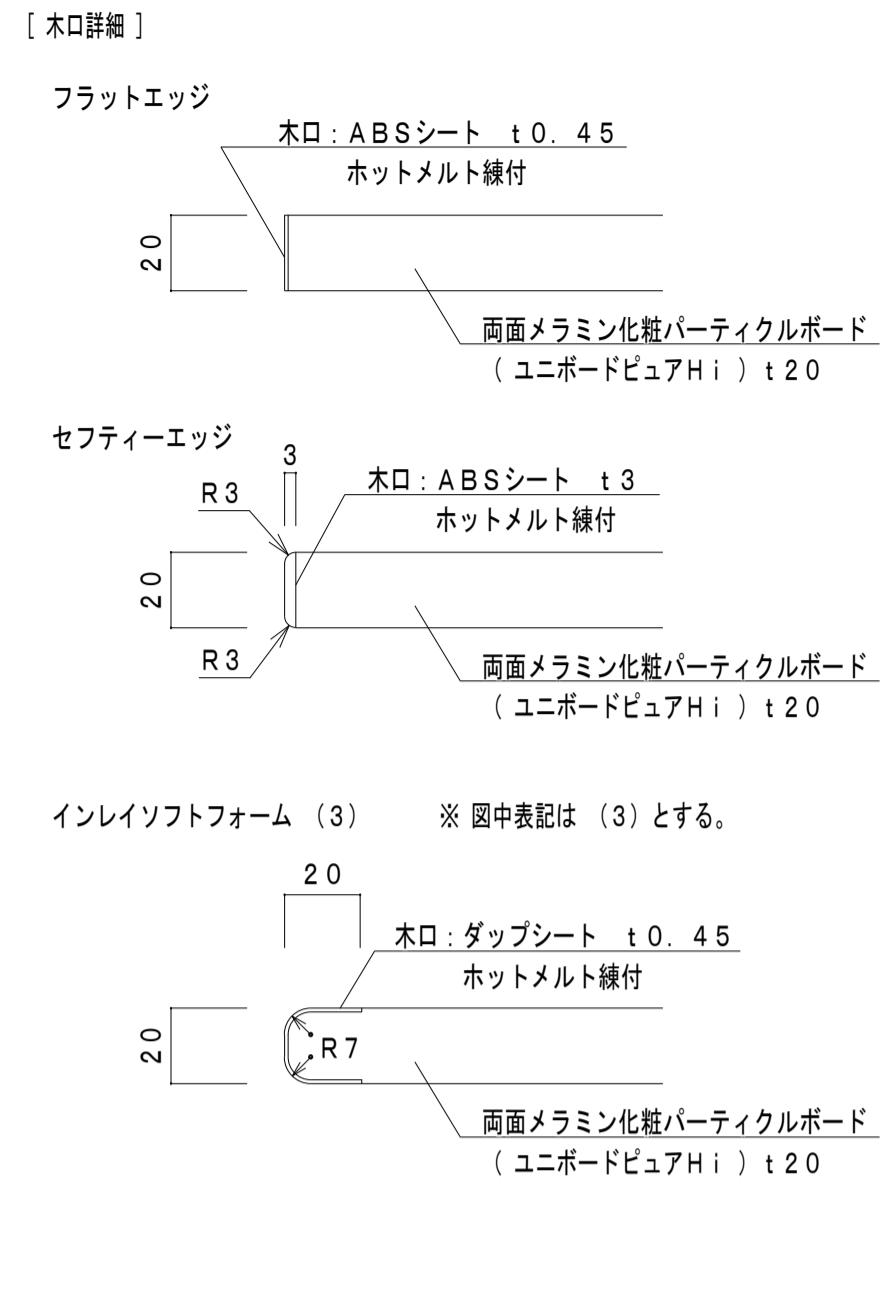 [ 木口詳細 ]
フラットエッジ
木口：ABSシート t0. 45
ホットメルト練付
20
両面メラミン化粧パーティクルボード
( ユニボードピュアHi ) t20
セフティーエッジ
3
R3
木口：ABSシート t3
ホットメルト練付
20
R3
両面メラミン化粧パーティクルボード
( ユニボードピュアHi ) t20
インレイソフトフォーム (3) ※ 図中表記は (3) とする。
20
木口：ダップシート t0. 45
ホットメルト練付
20
R7
両面メラミン化粧パーティクルボード
( ユニボードピュアHi ) t20